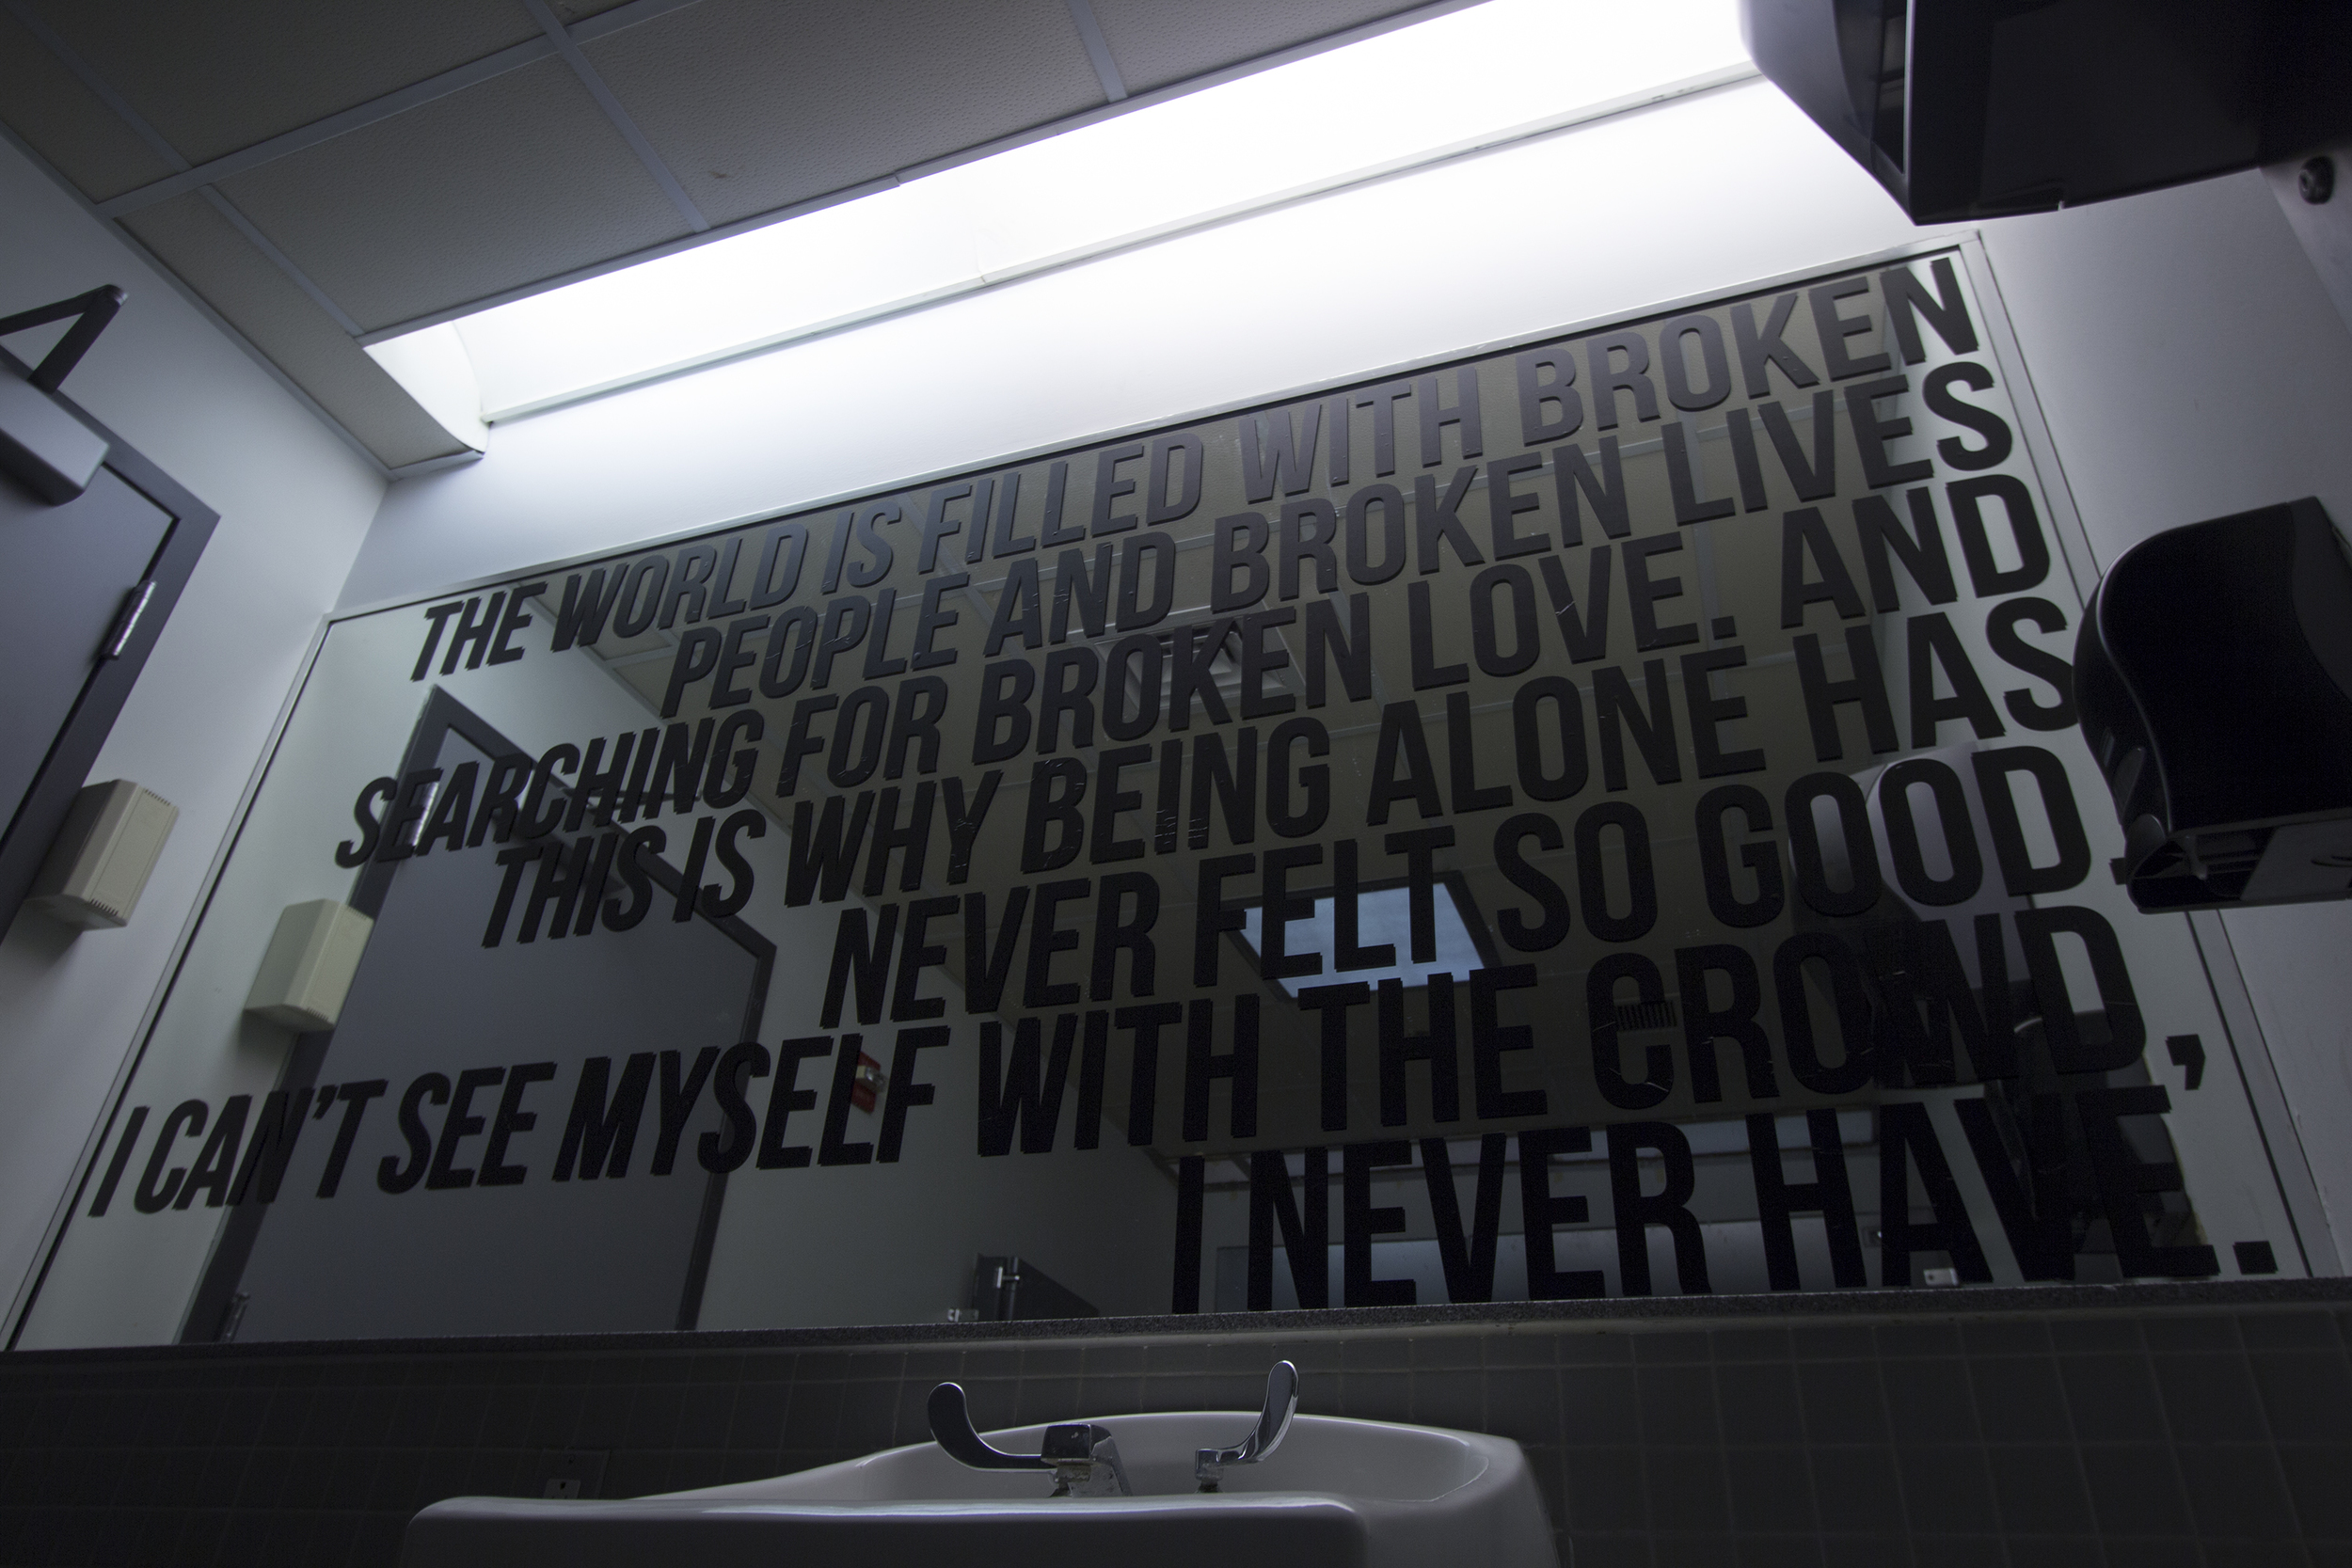 THE WORLD IS FILLED WITH BROKEN
PEOPLE AND BROKEN LIVES
SEARCHING FOR BROKEN LOVE. AND
THIS IS WHY BEING ALONE HAS
NEVER FELT SO GOOD.
I CAN'T SEE MYSELF WITH THE CROWD,
I NEVER HAVE.